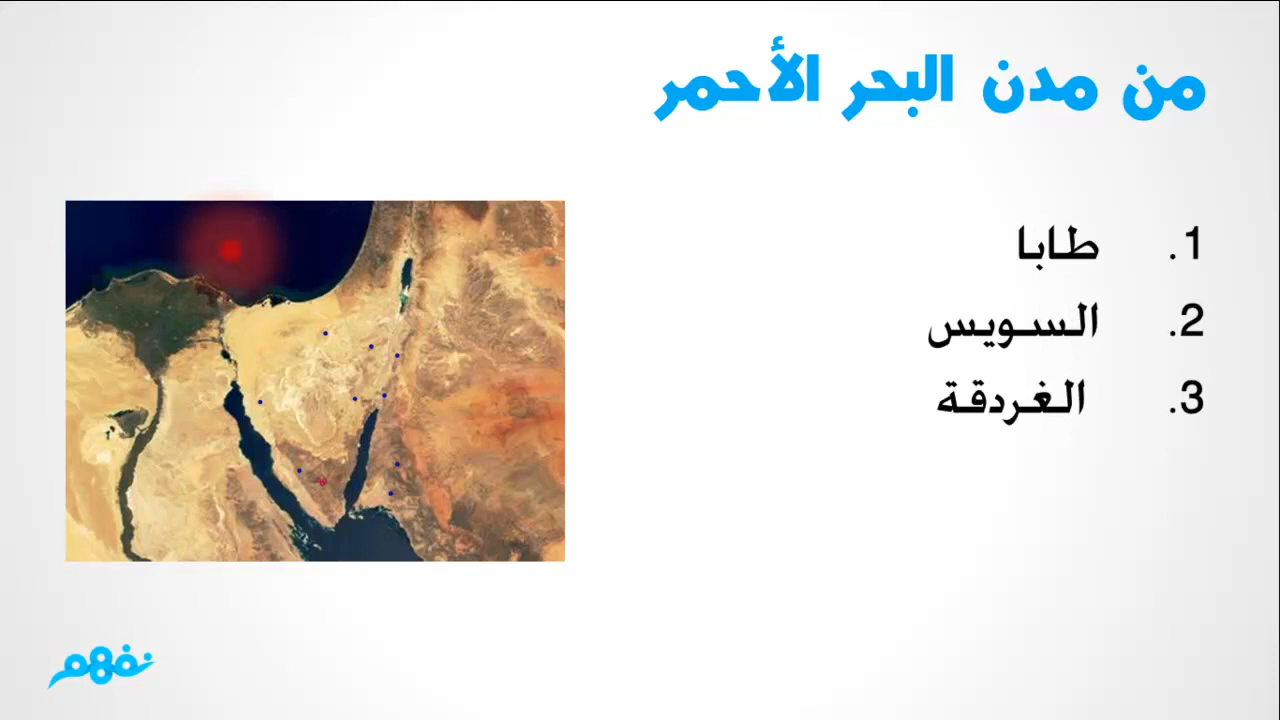 من مدن البحر الأحمر
1. طابا
2. السويس
3. الغردقة
نفهم